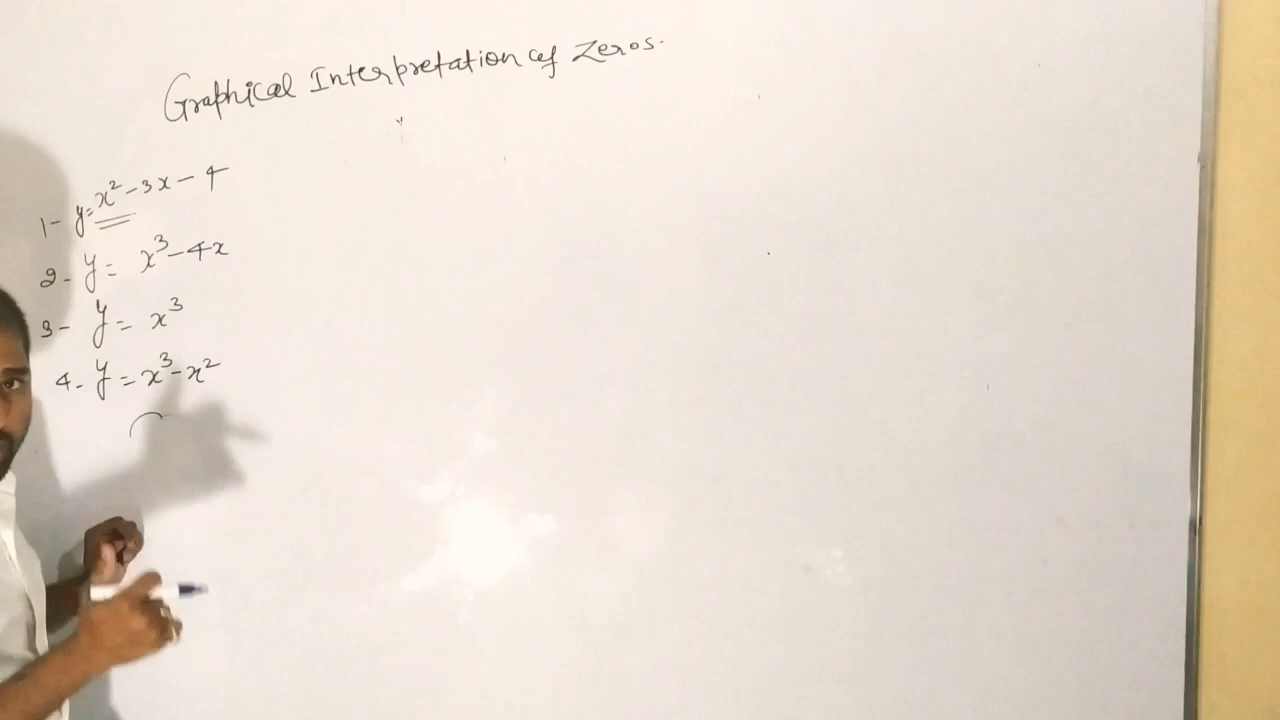 Graphical Interpretation of Zeros.
1- y=x²-3x-4
2- y= x³-4x
3- y= x³
4- y=x³-x²